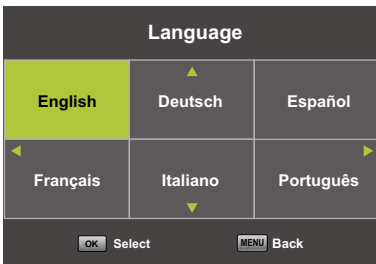 Language
English Deutsch Español
Français Italiano Português
OK Select MENU Back